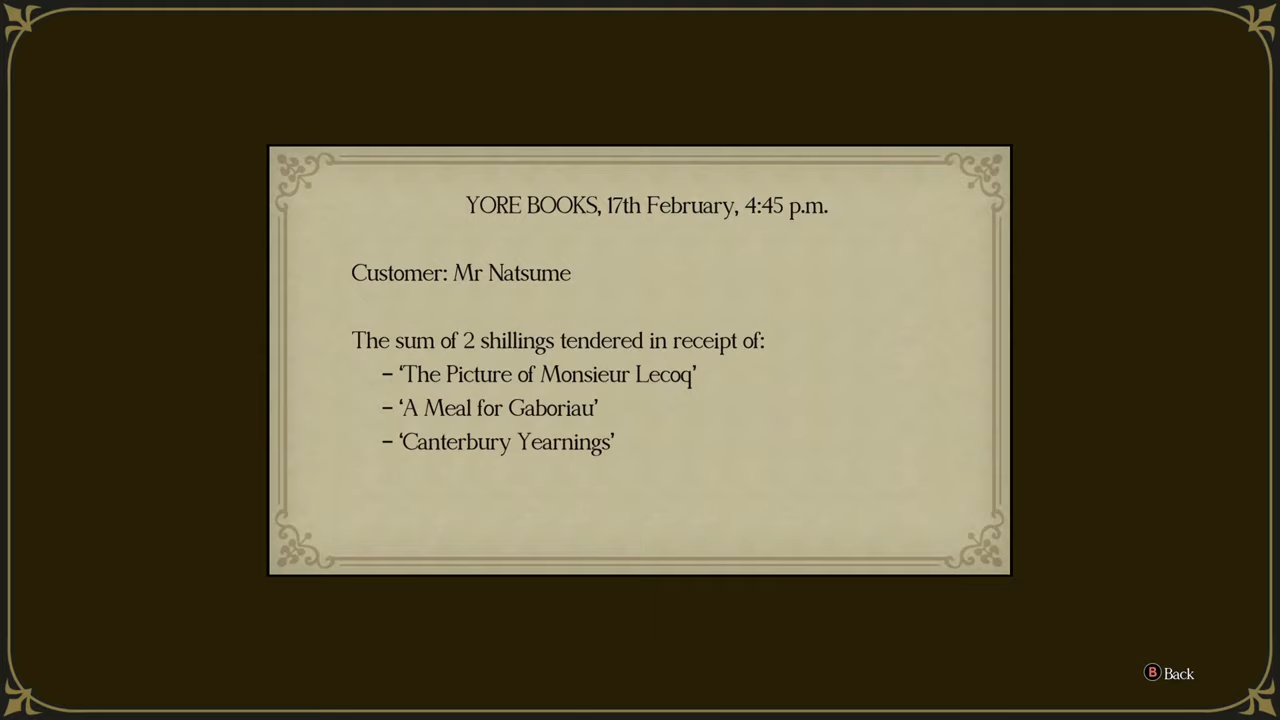 YORE BOOKS, 17th February, 4:45 p.m.
Customer: Mr Natsume
The sum of 2 shillings tendered in receipt of:
– ‘The Picture of Monsieur Lecoq’
– ‘A Meal for Gaboriau’
– ‘Canterbury Yearnings’
B Back